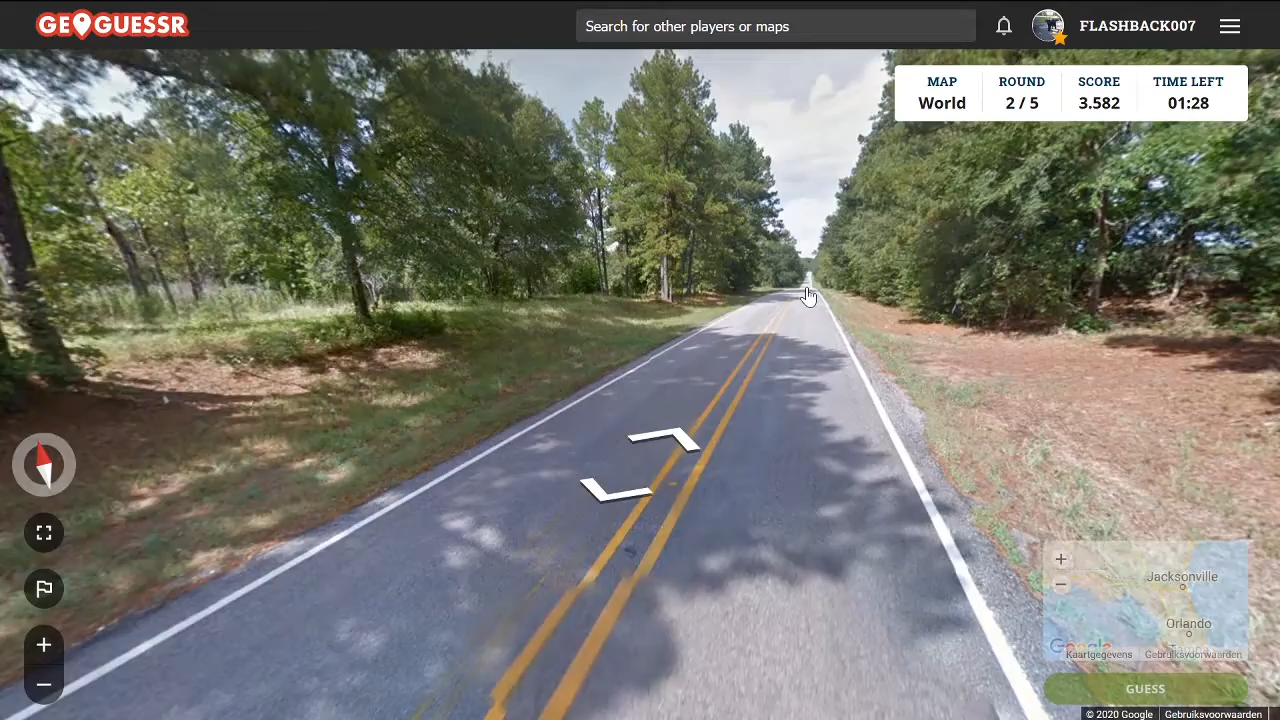 GEOGUESSR
Search for other players or maps
FLASHBACK007
MAP ROUND SCORE TIME LEFT
World 2 / 5 3.582 01:28
Jacksonville
Orlando
Google
Kaartgegevens Gebruiksvoorwaarden
GUESS
© 2020 Google Gebruiksvoorwaarden